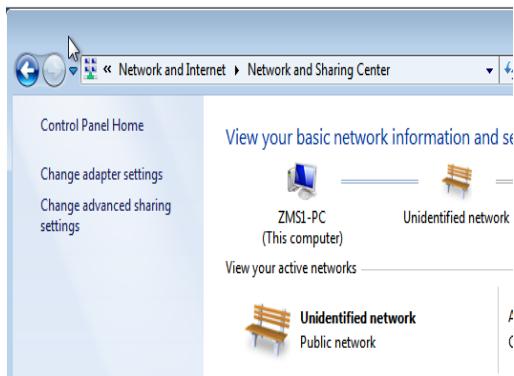 « Network and Internet ▸ Network and Sharing Center
Control Panel Home
View your basic network information and
Change adapter settings
Change advanced sharing
settings
ZMS1-PC
(This computer)
Unidentified network
View your active networks
Unidentified network
Public network